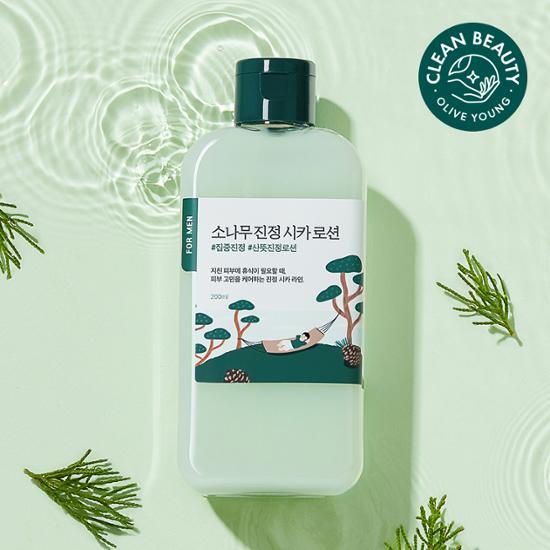 CLEAN BEAUTY
OLIVE YOUNG
FOR MEN
소나무 진정 시카 로션
#집중진정 #산뜻진정로션
지친 피부에 휴식이 필요할 때,
피부 고민을 케어하는 진정 시카 라인.
200ml